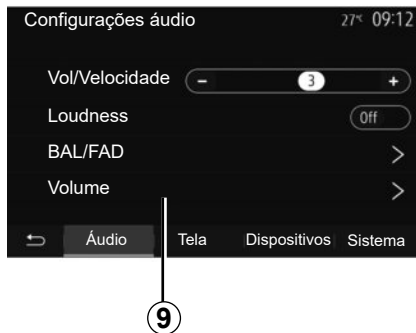 Configurações áudio 27°C 09:12
Vol/Velocidade - 3 +
Loudness Off
BAL/FAD >
Volume >
Áudio Tela Dispositivos Sistema
9